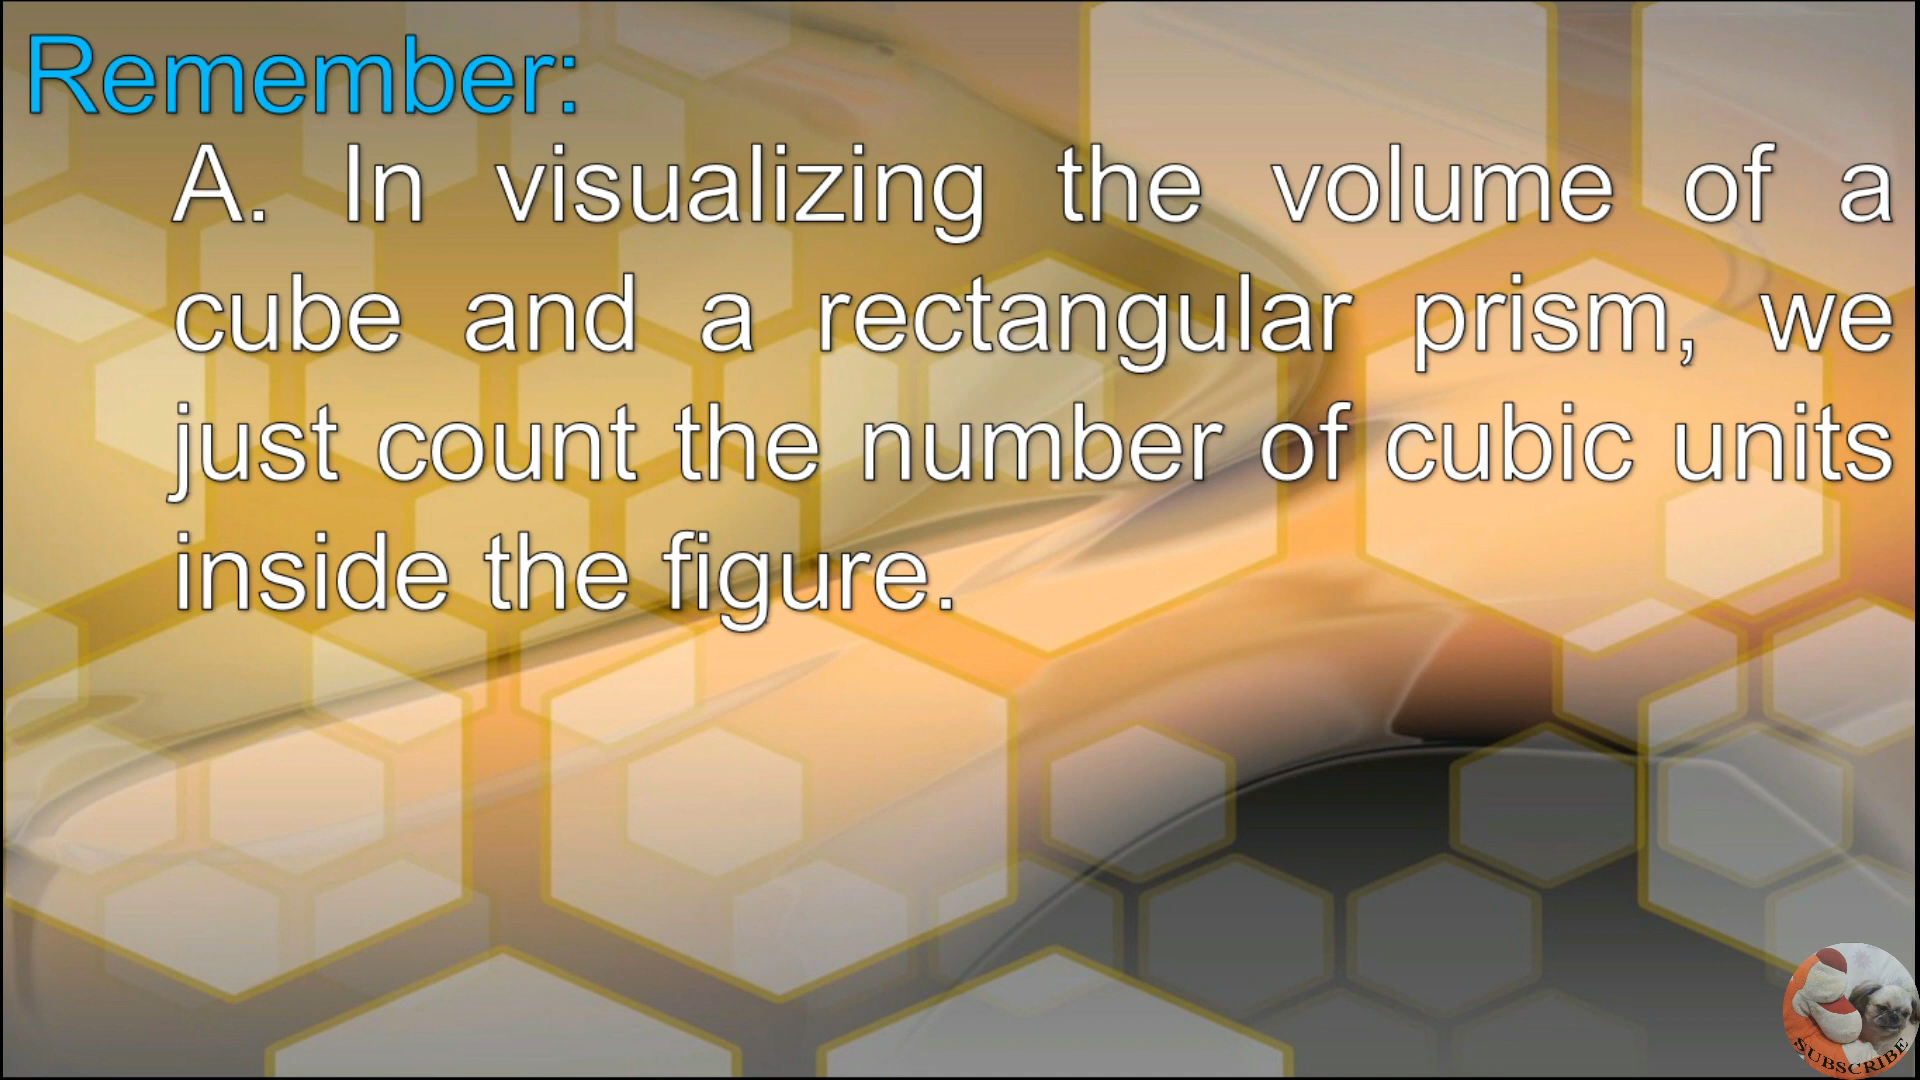 Remember:
A. In visualizing the volume of a
cube and a rectangular prism, we
just count the number of cubic units
inside the figure.
SUBSCRIBE